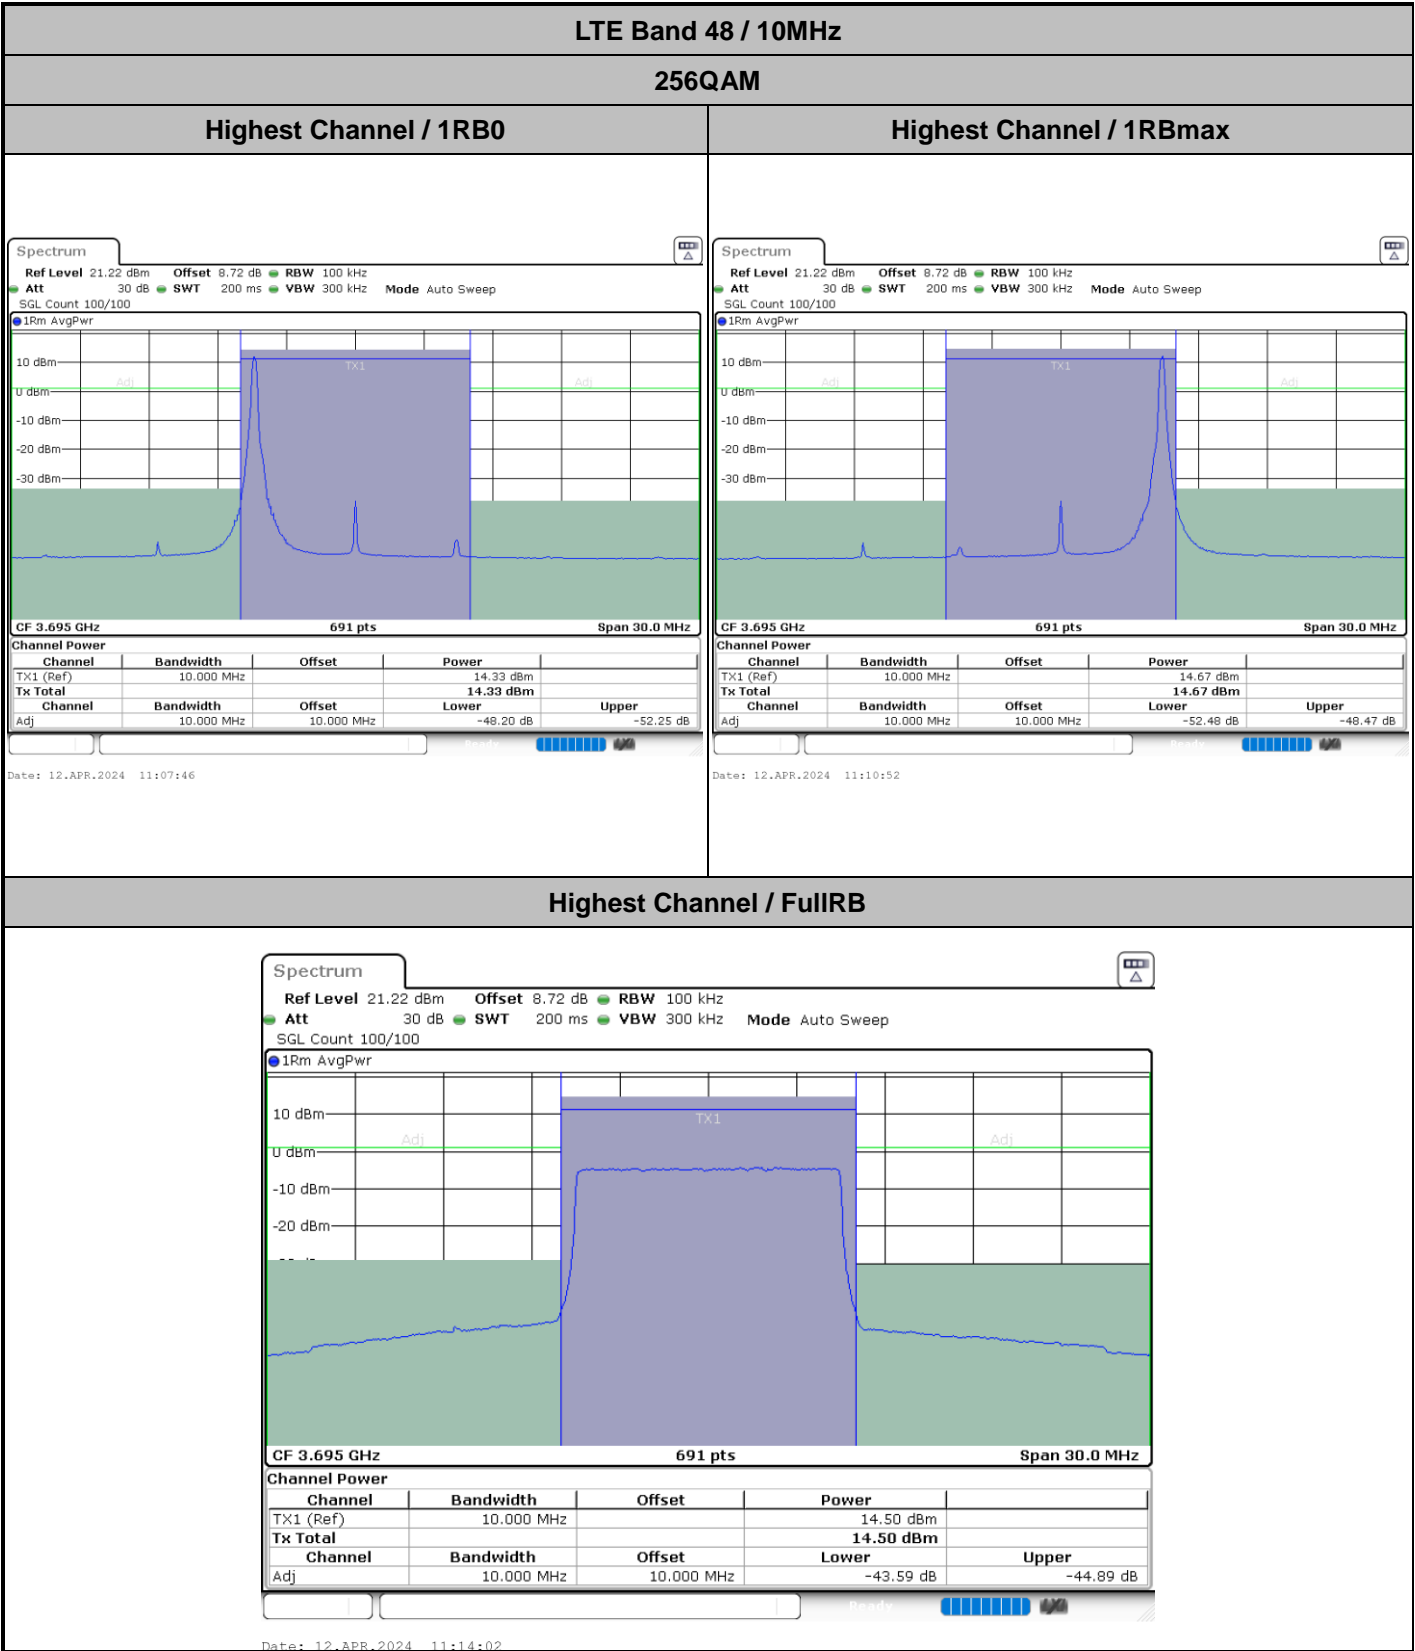 LTE Band 48 / 10MHz
256QAM
Highest Channel / 1RB0
Highest Channel / 1RBmax
Spectrum
Ref Level 21.22 dBm Offset 8.72 dB RBW 100 kHz
Att 30 dB SWT 200 ms VBW 300 kHz Mode Auto Sweep
SGL Count 100/100
1Rm AvgPwr
10 dBm
TX1
Adj
Adj
0 dBm
-10 dBm
-20 dBm
-30 dBm
CF 3.695 GHz 691 pts Span 30.0 MHz
Channel Power
Channel Bandwidth Offset Power
TX1 (Ref) 10.000 MHz 14.33 dBm
Tx Total 14.33 dBm
Channel Bandwidth Offset Lower Upper
Adj 10.000 MHz 10.000 MHz -48.20 dB -52.25 dB
Ready
Date: 12.APR.2024 11:07:46
Spectrum
Ref Level 21.22 dBm Offset 8.72 dB RBW 100 kHz
Att 30 dB SWT 200 ms VBW 300 kHz Mode Auto Sweep
SGL Count 100/100
1Rm AvgPwr
10 dBm
TX1
Adj
Adj
0 dBm
-10 dBm
-20 dBm
-30 dBm
CF 3.695 GHz 691 pts Span 30.0 MHz
Channel Power
Channel Bandwidth Offset Power
TX1 (Ref) 10.000 MHz 14.67 dBm
Tx Total 14.67 dBm
Channel Bandwidth Offset Lower Upper
Adj 10.000 MHz 10.000 MHz -52.48 dB -48.47 dB
Ready
Date: 12.APR.2024 11:10:52
Highest Channel / FullRB
Spectrum
Ref Level 21.22 dBm Offset 8.72 dB RBW 100 kHz
Att 30 dB SWT 200 ms VBW 300 kHz Mode Auto Sweep
SGL Count 100/100
1Rm AvgPwr
10 dBm
TX1
Adj
Adj
0 dBm
-10 dBm
-20 dBm
CF 3.695 GHz 691 pts Span 30.0 MHz
Channel Power
Channel Bandwidth Offset Power
TX1 (Ref) 10.000 MHz 14.50 dBm
Tx Total 14.50 dBm
Channel Bandwidth Offset Lower Upper
Adj 10.000 MHz 10.000 MHz -43.59 dB -44.89 dB
Ready
Date: 12.APR.2024 11:14:02